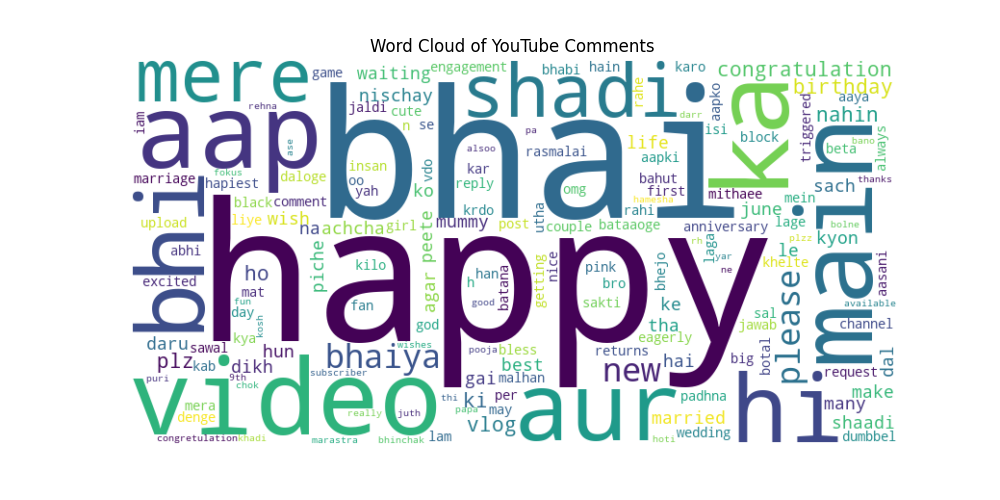 Word Cloud of YouTube Comments
mere
game
waiting
engagement
bhabi
hain
karo
congratulation
nischay
shadi
rahe
aapko
birthday
rehna
jaldi
cute
bhai
ka
aaya
iam
aap
n
se
darr
isi
block
triggered
nahin
ase
pa
rasmalai
life
beta
always
alsoo
aapki
main
bano
marriage
fokus
hapiest
daloge
insan
oo
yah
vdo
kar
omg
bahut
first
mithaee
sach
thanks
bhi
black
comment
ko
reply
hamesha
rahi
june
mein
upload
live
wish
na
achcha
girl
peete
krdo
mummy
post
utha
couple
bataaoge
anniversary
lage
bolne
abhi
happy
please
plzz
kyon
excited
ho
mat
piche
kilo
agar
han
h
batana
getting
nice
pink
bro
bhejo
lagal
rh
yar
ne
le
khelte
aasani
fun
day
fan
good
sakti
ke
available
daru
kosh
god
wishes
tha
eagerly
sal
jawab
channel
plz
sawal
kya
hun
bhaiya
pooja
bless
returns
hai
big
botal
kab
dikh
best
new
request
dal
puri
9th
subscriber
gai
malhan
video
chok
mera
denge
really
juth
thi
ki
per
may
papa
vlog
aur
padhna
married
hi
many
make
shaadi
congretulation
khadi
marastra
bhinchak
lam
hoti
wedding
dumbbel